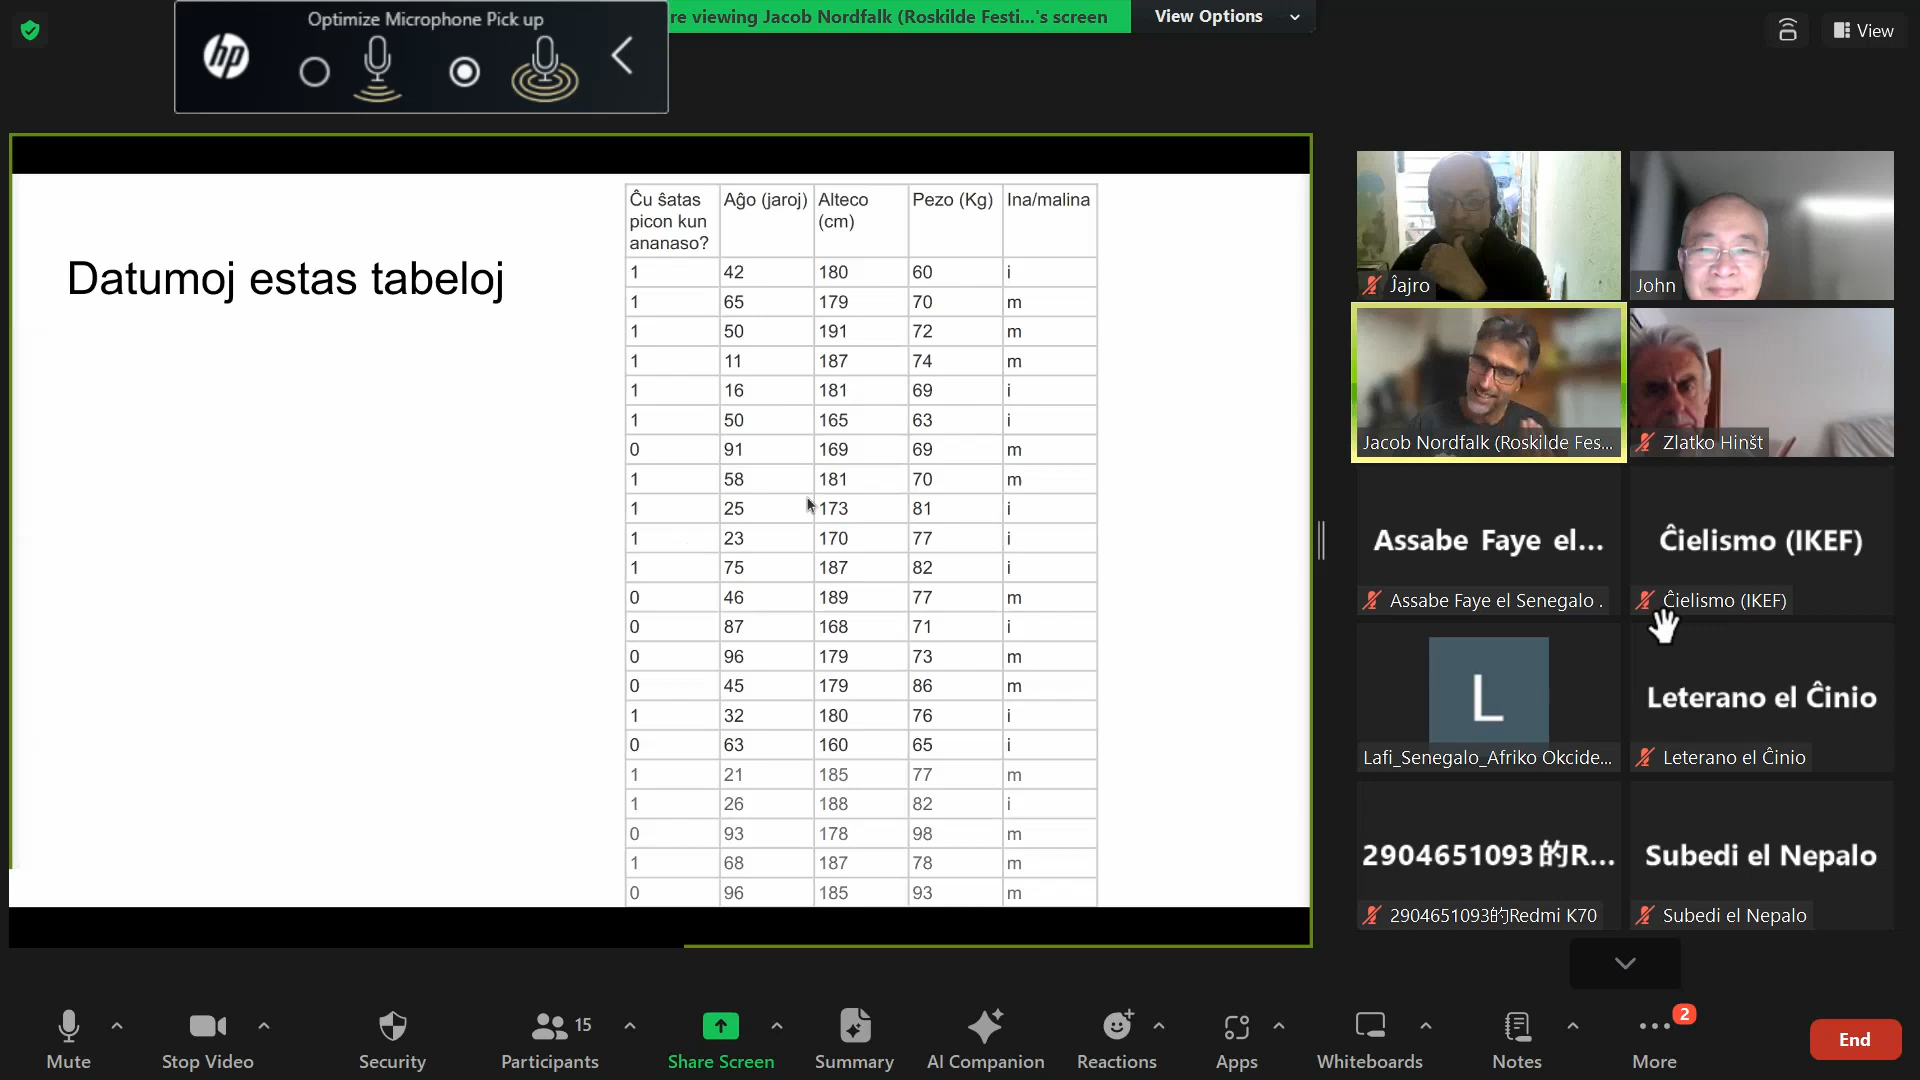 Optimize Microphone Pick up
hp
re viewing Jacob Nordfalk (Roskilde Festi...'s screen
View Options
View
Datumoj estas tabeloj
Ĉu ŝatas picon kun ananaso? Aĝo (jaroj) Alteco (cm) Pezo (Kg) Ina/malina
1 42 180 60 i
1 65 179 70 m
1 50 191 72 m
1 11 187 74 m
1 16 181 69 i
1 50 165 63 i
0 91 169 69 m
1 58 181 70 m
1 25 173 81 i
1 23 170 77 i
1 75 187 82 i
0 46 189 77 m
0 87 168 71 i
0 96 179 73 m
0 45 179 86 m
1 32 180 76 i
0 63 160 65 i
1 21 185 77 m
1 26 188 82 i
0 93 178 98 m
1 68 187 78 m
0 96 185 93 m
Ĵajro
John
Jacob Nordfalk (Roskilde Fes...
Zlatko Hinŝt
Assabe Faye el...
Assabe Faye el Senegalo .
Ĉielismo (IKEF)
Ĉielismo (IKEF)
L
Lafi_Senegalo_Afriko Okcide...
Leterano el Ĉinio
Leterano el Ĉinio
2904651093的R...
2904651093的Redmi K70
Subedi el Nepalo
Subedi el Nepalo
Mute
Stop Video
Security
15
Participants
Share Screen
Summary
AI Companion
Reactions
Apps
Whiteboards
Notes
2
More
End